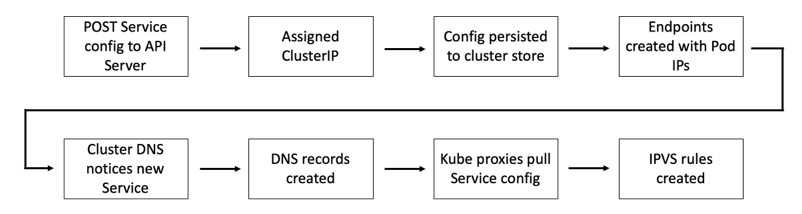 POST Service
config to API
Server
Assigned
ClusterIP
Config persisted
to cluster store
Endpoints
created with Pod
IPs
Cluster DNS
notices new
Service
DNS records
created
Kube proxies pull
Service config
IPVS rules
created